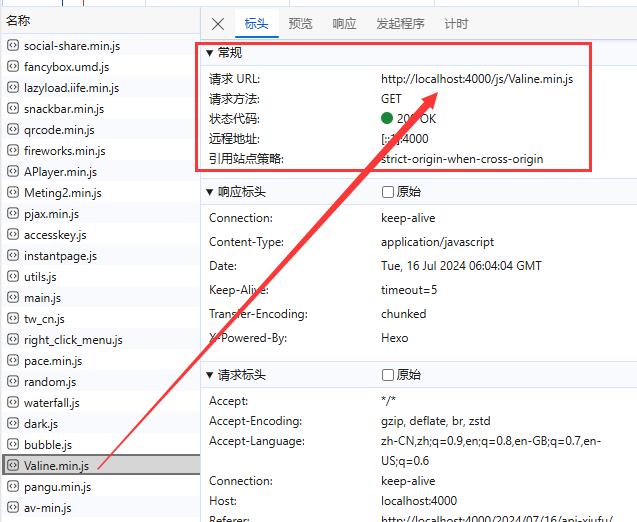 名称
social-share.min.js
fancybox.umd.js
lazyload.iife.min.js
snackbar.min.js
qrcode.min.js
fireworks.min.js
APlayer.min.js
Meting2.min.js
pjax.min.js
accesskey.js
instantpage.js
utils.js
main.js
tw_cn.js
right_click_menu.js
pace.min.js
random.js
waterfall.js
dark.js
bubble.js
Valine.min.js
pangu.min.js
av-min.js
标头 预览 响应 发起程序 计时
常规
请求 URL: http://localhost:4000/js/Valine.min.js
请求方法: GET
状态代码: 200 OK
远程地址: [::1]:4000
引用站点策略: strict-origin-when-cross-origin
响应标头 原始
Connection: keep-alive
Content-Type: application/javascript
Date: Tue, 16 Jul 2024 06:04:04 GMT
Keep-Alive: timeout=5
Transfer-Encoding: chunked
X-Powered-By: Hexo
请求标头 原始
Accept: */*
Accept-Encoding: gzip, deflate, br, zstd
Accept-Language: zh-CN,zh;q=0.9,en;q=0.8,en-GB;q=0.7,en-
US;q=0.6
Connection: keep-alive
Host: localhost:4000
Referer: http://localhost:4000/2024/07/16/api-xiufu/